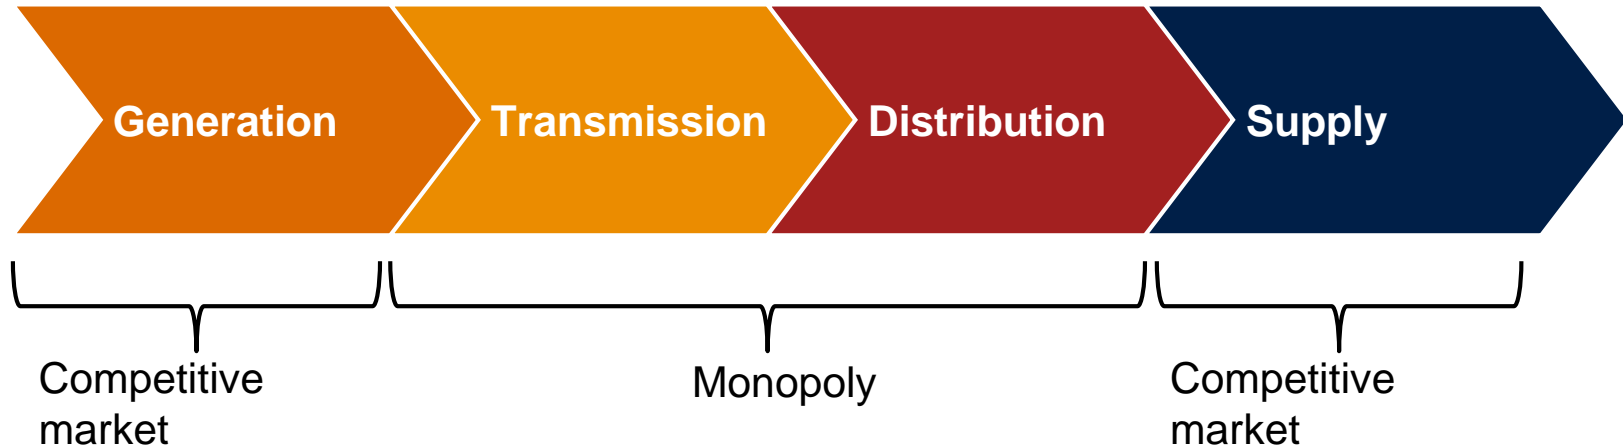 Generation
Transmission
Distribution
Supply
Competitive
market
Monopoly
Competitive
market